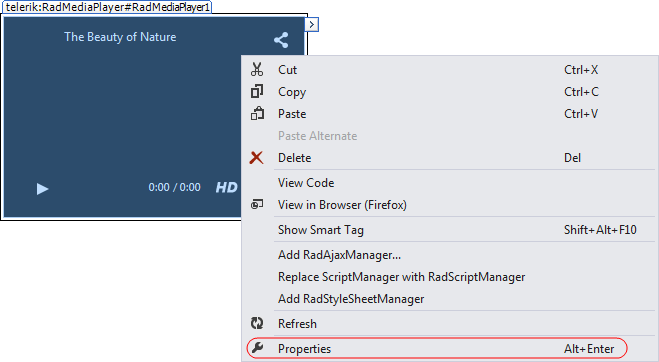 telerik:RadMediaPlayer#RadMediaPlayer1
The Beauty of Nature
0:00 / 0:00 HD
Cut Ctrl+X
Copy Ctrl+C
Paste Ctrl+V
Paste Alternate
Delete Del
View Code
View in Browser (Firefox)
Show Smart Tag Shift+Alt+F10
Add RadAjaxManager...
Replace ScriptManager with RadScriptManager
Add RadStyleSheetManager
Refresh
Properties Alt+Enter